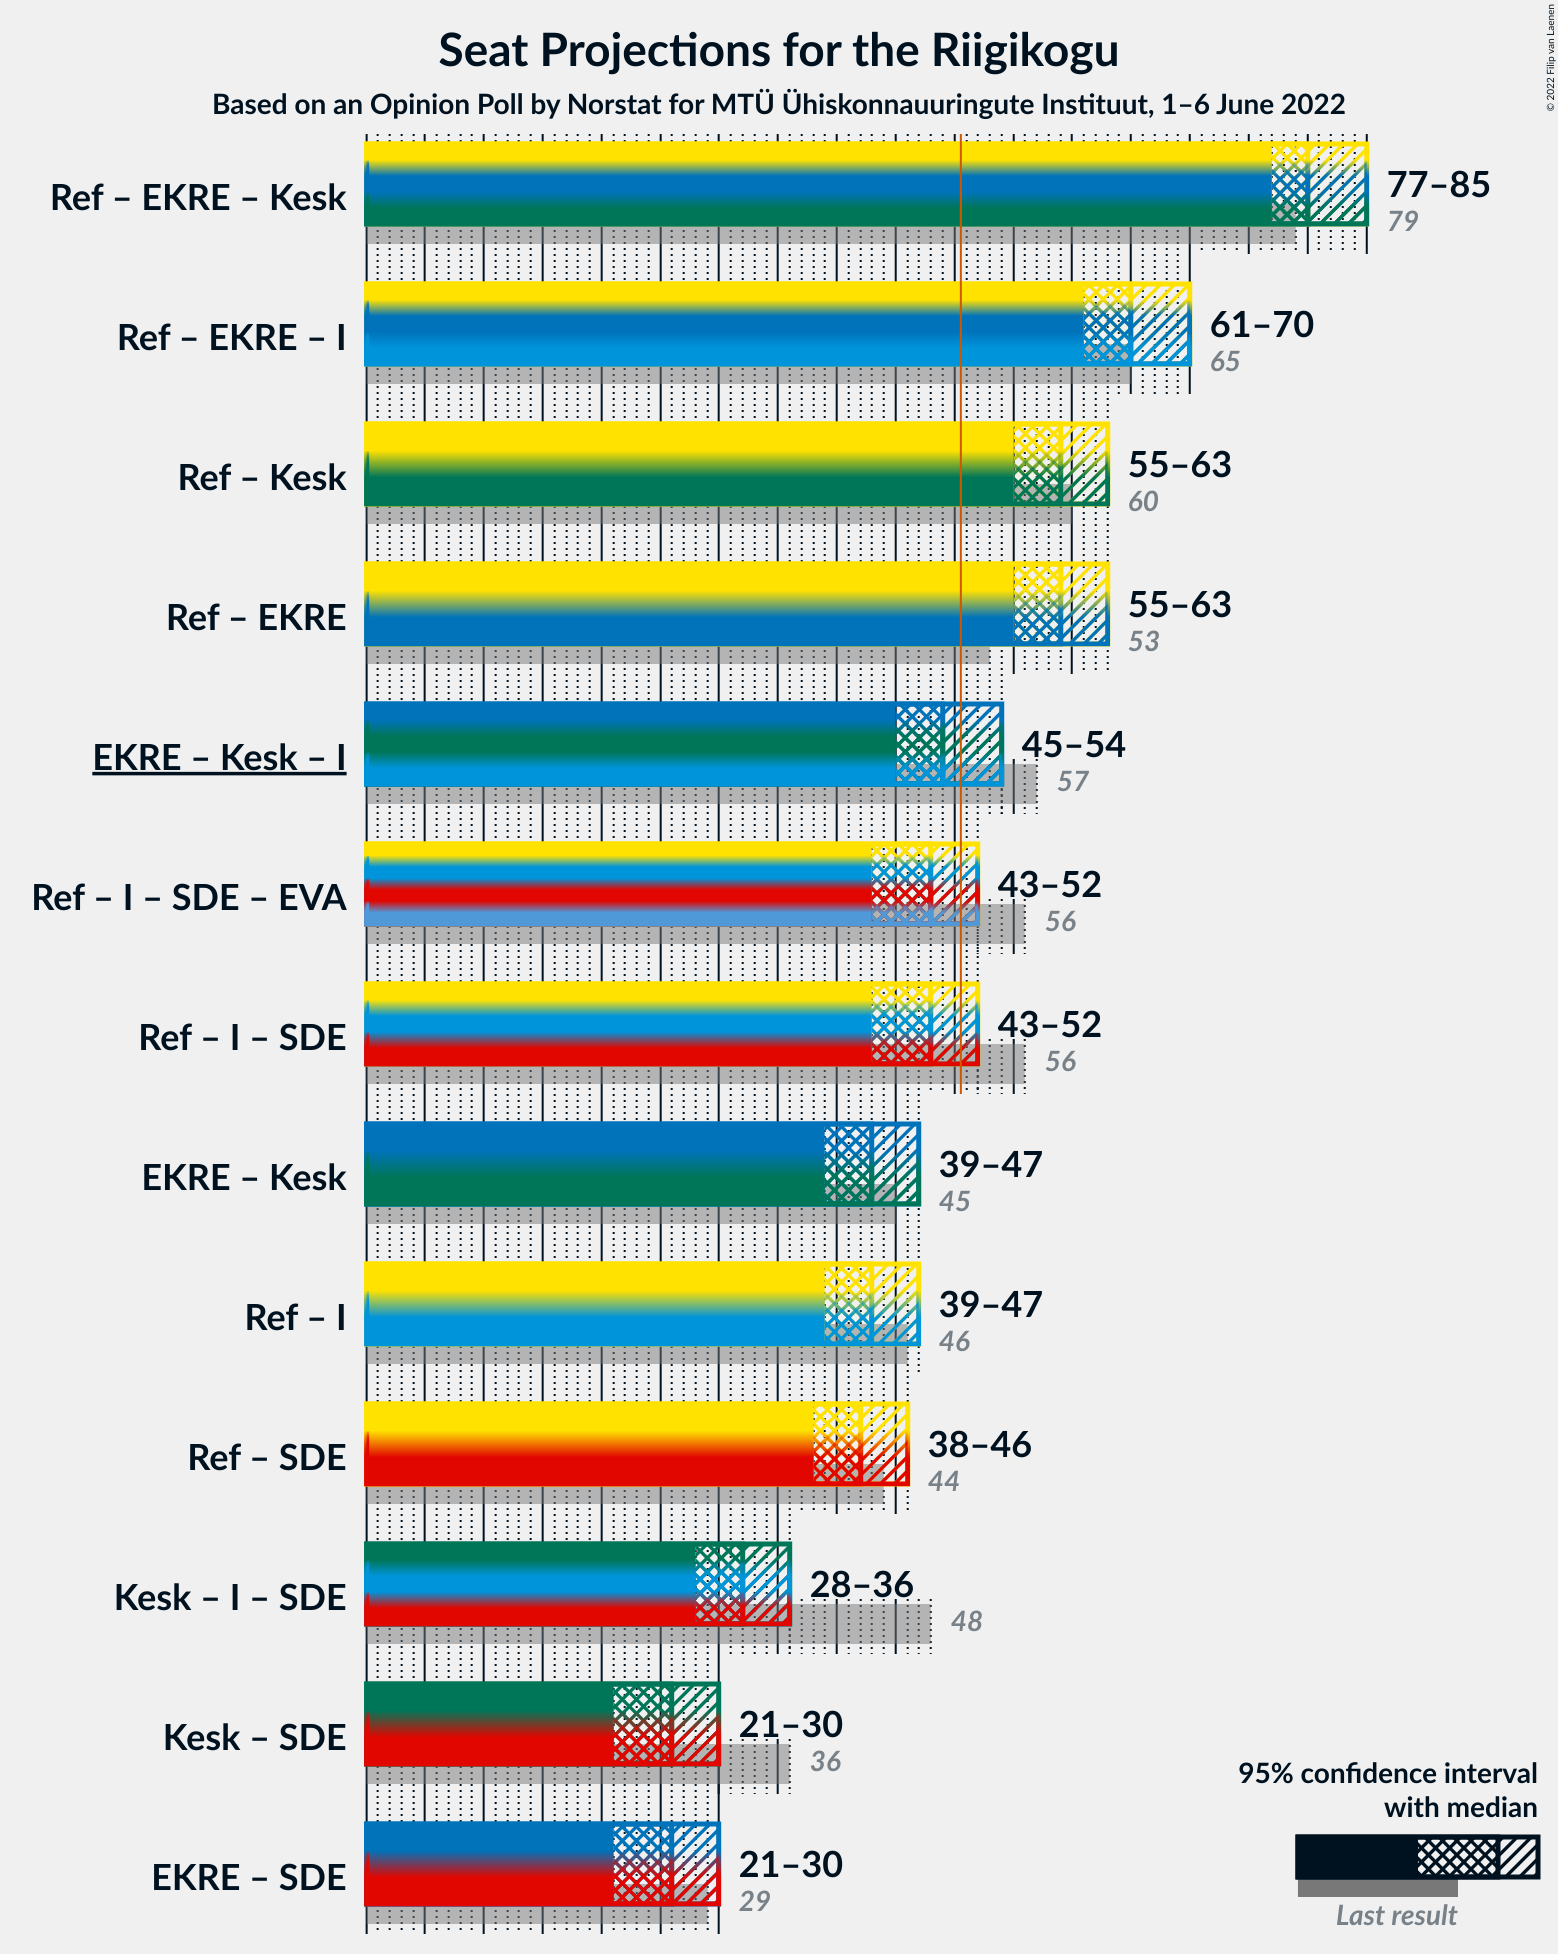 Seat Projections for the Riigikogu
Based on an Opinion Poll by Norstat for MTÜ Ühiskonnauuringute Instituut, 1–6 June 2022
© 2022 Filip van Laenen
Ref – EKRE – Kesk
77–85
79
Ref – EKRE – I
61–70
65
Ref – Kesk
55–63
60
Ref – EKRE
55–63
53
EKRE – Kesk – I
45–54
57
Ref – I – SDE – EVA
43–52
56
Ref – I – SDE
43–52
56
EKRE – Kesk
39–47
45
Ref – I
39–47
46
Ref – SDE
38–46
44
Kesk – I – SDE
28–36
48
Kesk – SDE
21–30
36
EKRE – SDE
21–30
29
95% confidence interval
with median
Last result